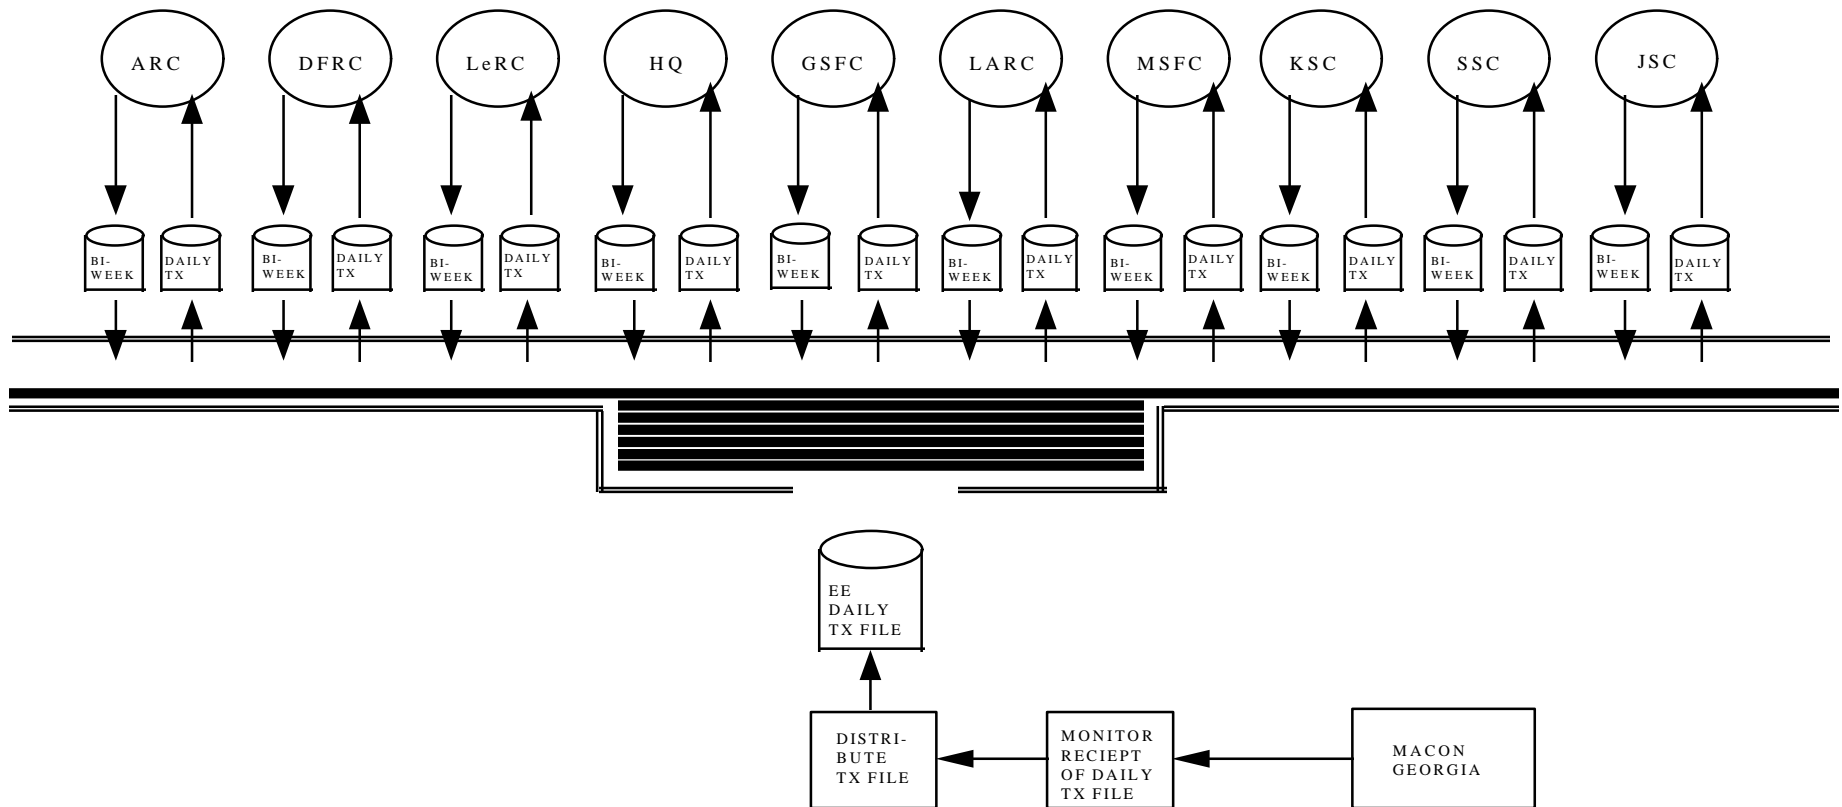 ARC
DFRC
LeRC
HQ
GSFC
LARC
MSFC
KSC
SSC
JSC
BI-
WEEK
DAILY
TX
BI-
WEEK
DAILY
TX
BI-
WEEK
DAILY
TX
BI-
WEEK
DAILY
TX
BI-
WEEK
DAILY
TX
BI-
WEEK
DAILY
TX
BI-
WEEK
DAILY
TX
BI-
WEEK
DAILY
TX
BI-
WEEK
DAILY
TX
BI-
WEEK
DAILY
TX
EE
DAILY
TX FILE
DISTRI-
BUTE
TX FILE
MONITOR
RECIEPT
OF DAILY
TX FILE
MACON
GEORGIA